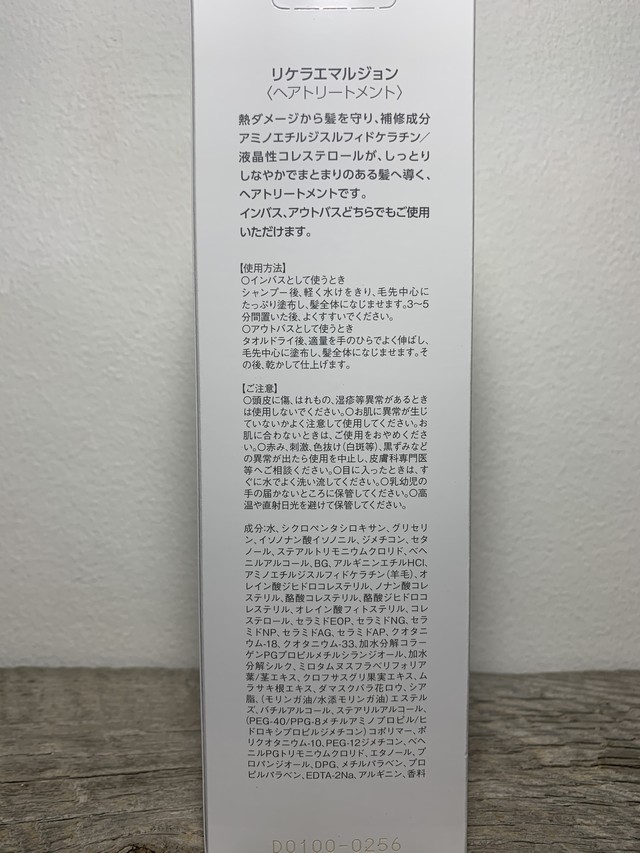 リケラエマルジョン
〈ヘアトリートメント〉
熱ダメージから髪を守り、補修成分
アミノエチルジスルフィドケラチン/
液晶性コレステロールが、しっとり
しなやかでまとまりのある髪へ導く、
ヘアトリートメントです。
インバス、アウトバスどちらでもご使用
いただけます。
【使用方法】
○インバスとして使うとき
シャンプー後、軽く水けをきり、毛先中心に
たっぷり塗布し、髪全体になじませます。3〜5
分間置いた後、よくすすいでください。
○アウトバスとして使うとき
タオルドライ後、適量を手のひらでよく伸ばし、
毛先中心に塗布し、髪全体になじませます。そ
の後、乾かして仕上げます。
【ご注意】
○頭皮に傷、はれもの、湿疹等異常があるとき
は使用しないでください。○お肌に異常が生じ
ていないかよく注意して使用してください。お
肌に合わないときは、ご使用をおやめくださ
い。○赤み、刺激、色抜け(白斑等)、黒ずみなど
の異常が出たら使用を中止し、皮膚科専門医
等へご相談ください。○目に入ったときは、す
ぐに水でよく洗い流してください。○乳幼児の
手の届かないところに保管してください。○高
温や直射日光を避けて保管してください。
成分:水、シクロペンタシロキサン、グリセリ
ン、イソノナン酸イソノニル、ジメチコン、セタ
ノール、ステアルトリモニウムクロリド、ベヘ
ニルアルコール、BG、アルギニンエチルHCl、
アミノエチルジスルフィドケラチン(羊毛)、オ
レイン酸ジヒドロコレステリル、ノナン酸コレ
ステリル、酪酸コレステリル、酪酸ジヒドロコ
レステリル、オレイン酸フィトステリル、コレ
ステロール、セラミドEOP、セラミドNG、セラ
ミドNP、セラミドAG、セラミドAP、クオタニ
ウム-18、クオタニウム-33、加水分解コラー
ゲンPGプロピルメチルシランジオール、加水
分解シルク、ミロタムヌスフラベリフォリア
葉/茎エキス、クロフサスグリ果実エキス、ム
ラサキ根エキス、ダマスクバラ花ロウ、シア
脂、(モリンガ油/水添モリンガ油)エステル
ズ、バチルアルコール、ステアリルアルコール、
(PEG-40/PPG-8メチルアミノプロピル/ヒ
ドロキシプロピルジメチコン)コポリマー、ポ
リクオタニウム-10、PEG-12ジメチコン、ベヘ
ニルPGトリモニウムクロリド、エタノール、プ
ロパンジオール、DPG、メチルパラベン、プロ
ピルパラベン、EDTA-2Na、アルギニン、香料
D0100-0256